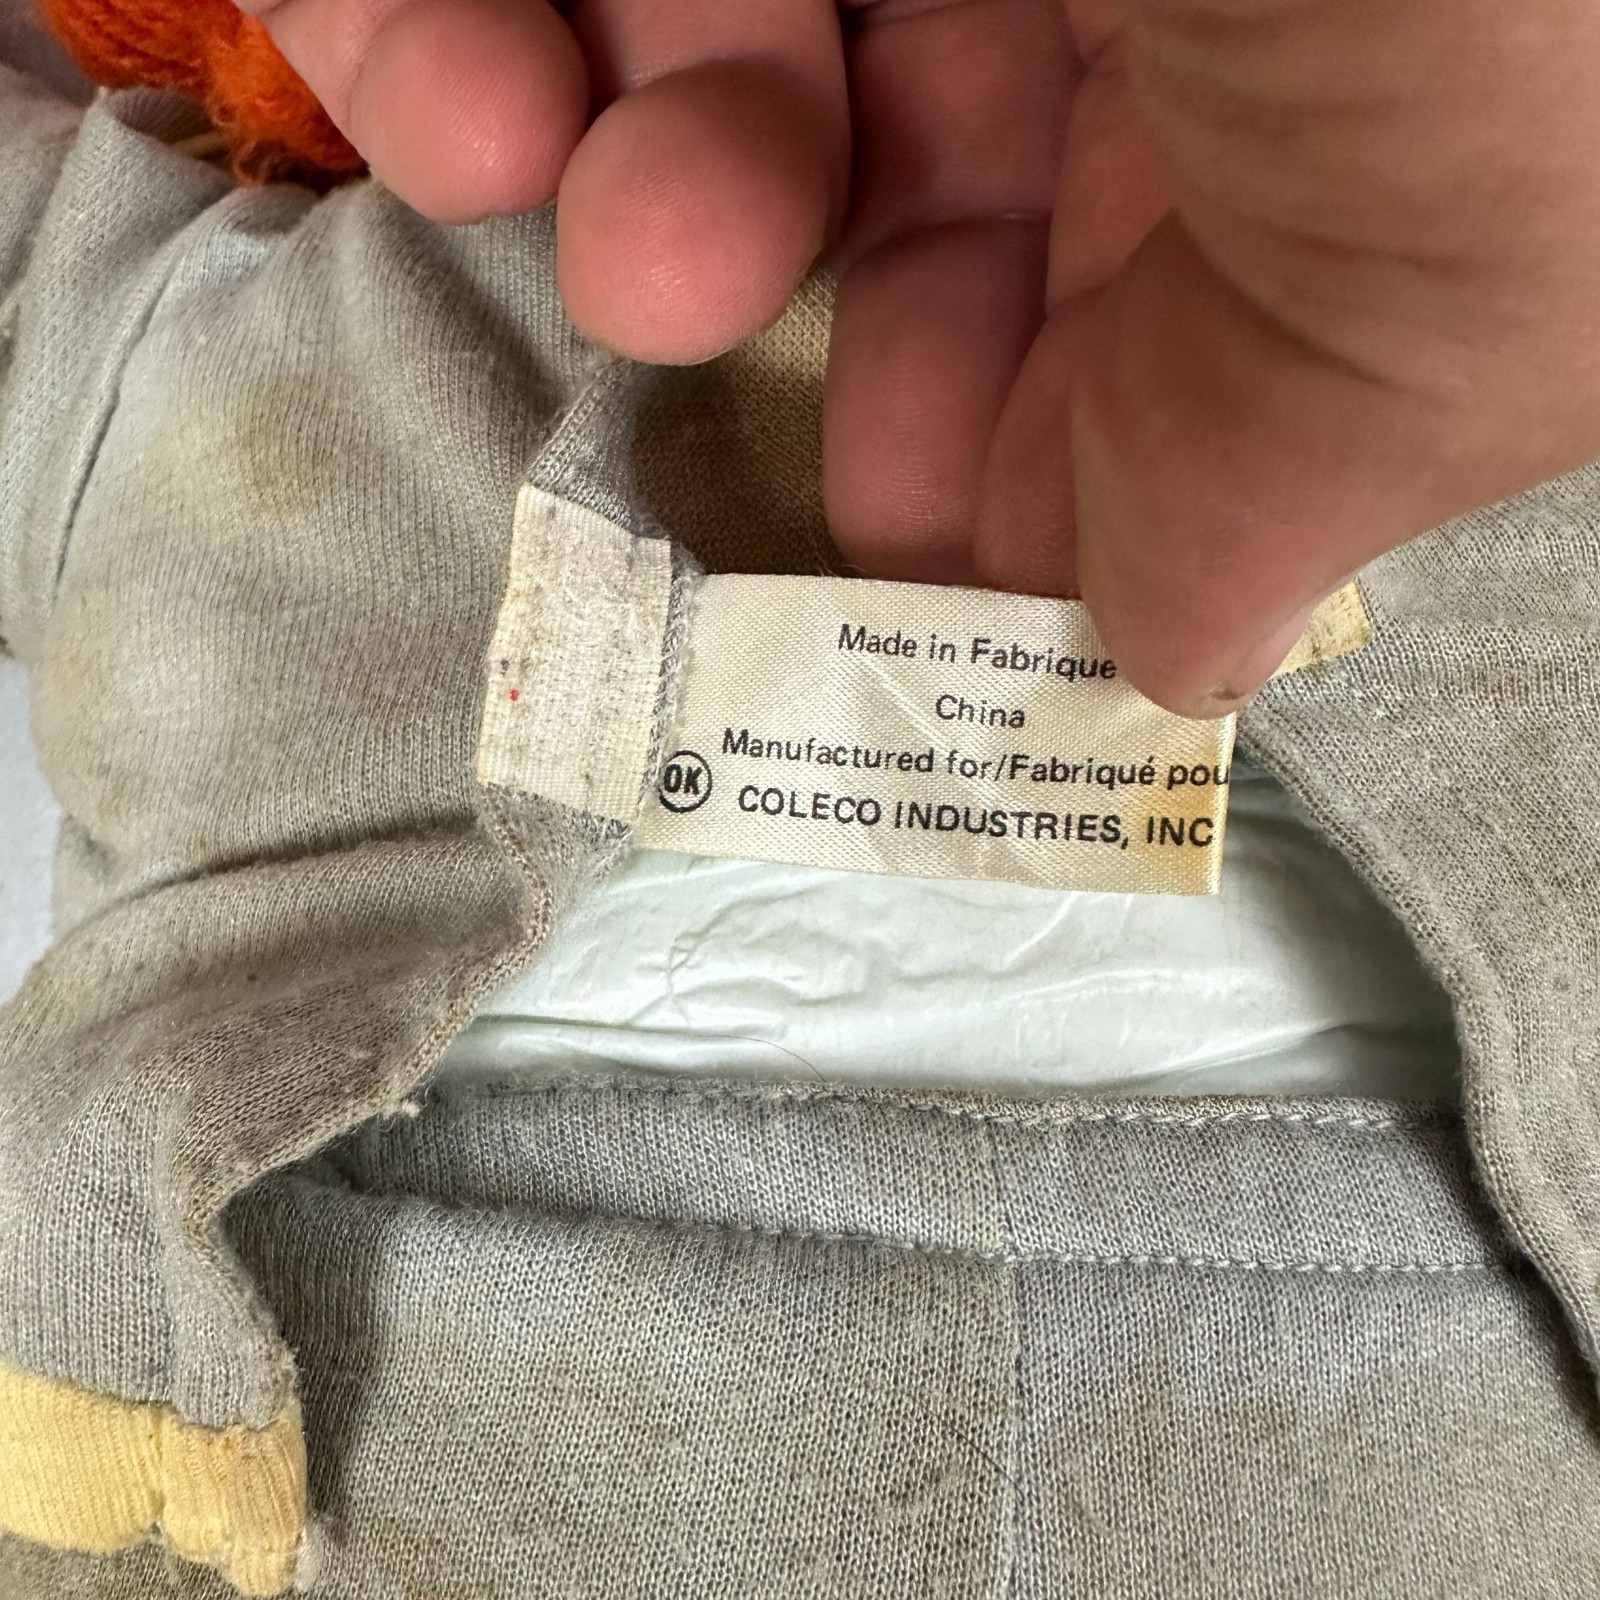 Made in Fabrique
China
Manufactured for/Fabriqué pou
OK COLECO INDUSTRIES, INC